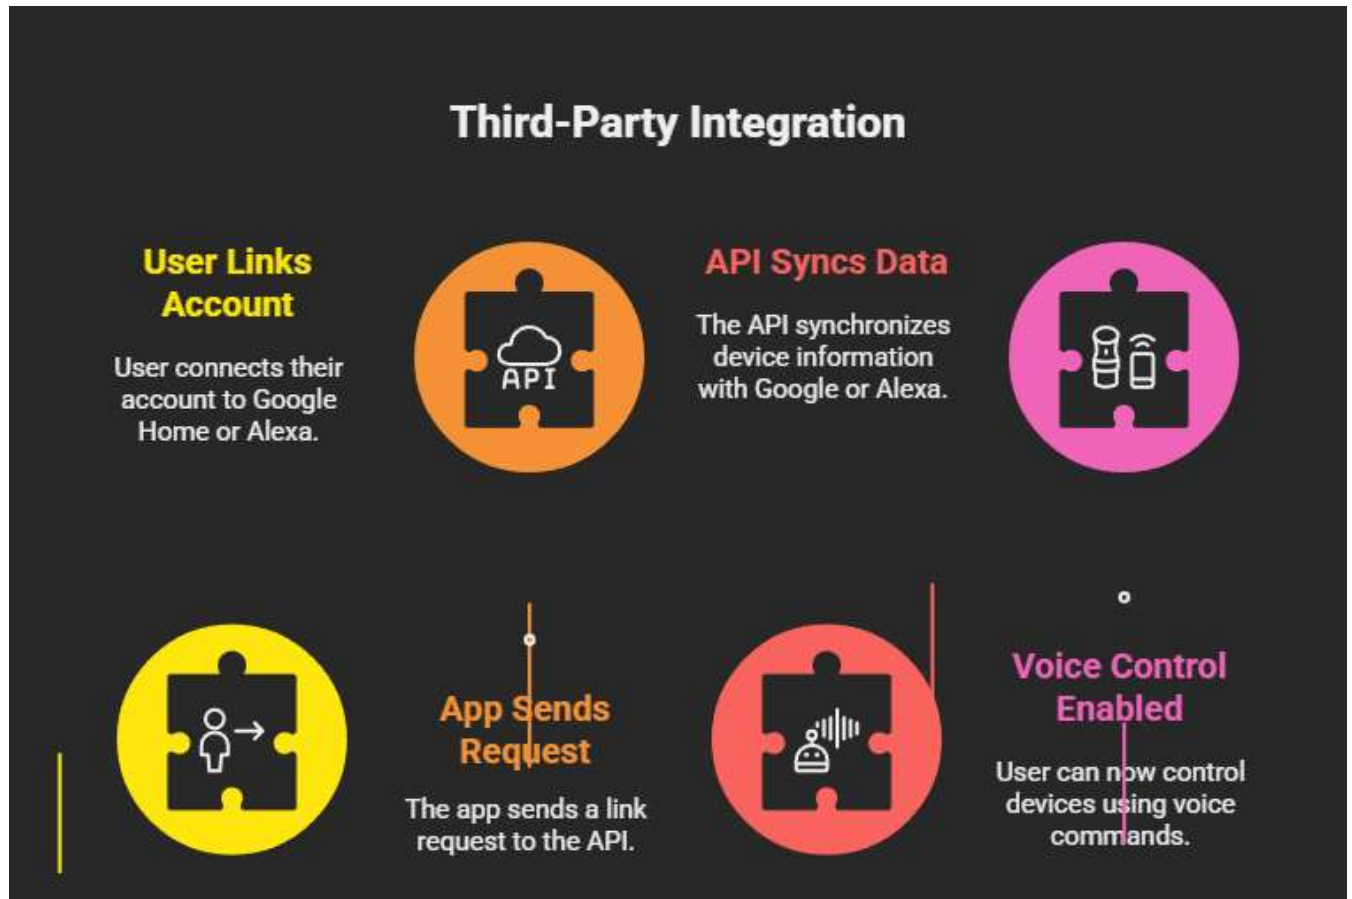 Third-Party Integration
User Links
Account
User connects their
account to Google
Home or Alexa.
API
API Syncs Data
The API synchronizes
device information
with Google or Alexa.
App Sends
Request
The app sends a link
request to the API.
Voice Control
Enabled
User can now control
devices using voice
commands.